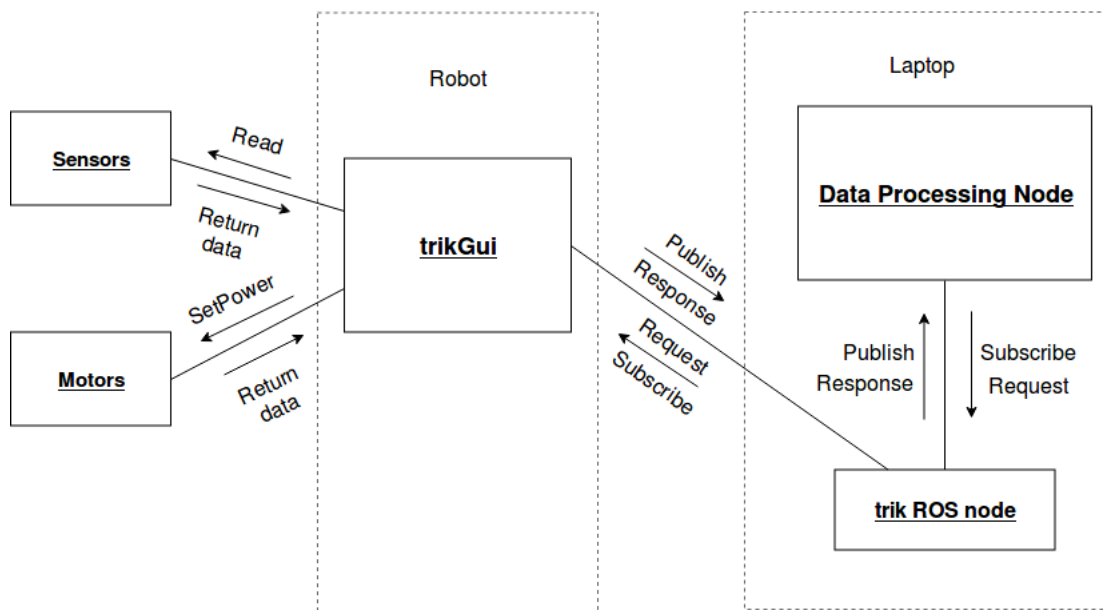 Robot
Laptop
Sensors
Read
Return
data
trikGui
Data Processing Node
SetPower
Motors
Return
data
Publish
Response
Request
Subscribe
Publish
Response
Subscribe
Request
trik ROS node